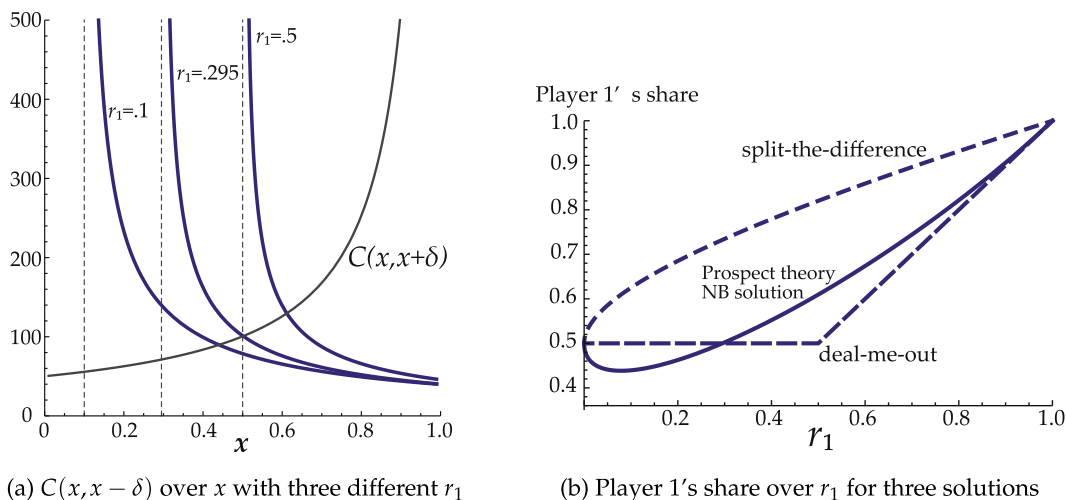 500
400
300
200
100
0
r₁=.1
r₁=.295
r₁=.5
C(x,x+δ)
0
0.2
0.4
0.6
0.8
1.0
x
(a) C(x, x − δ) over x with three different r₁
Player 1′ s share
1.0
0.9
0.8
0.7
0.6
0.5
0.4
split-the-difference
Prospect theory
NB solution
deal-me-out
0.2
0.4
0.6
0.8
1.0
r₁
(b) Player 1's share over r₁ for three solutions